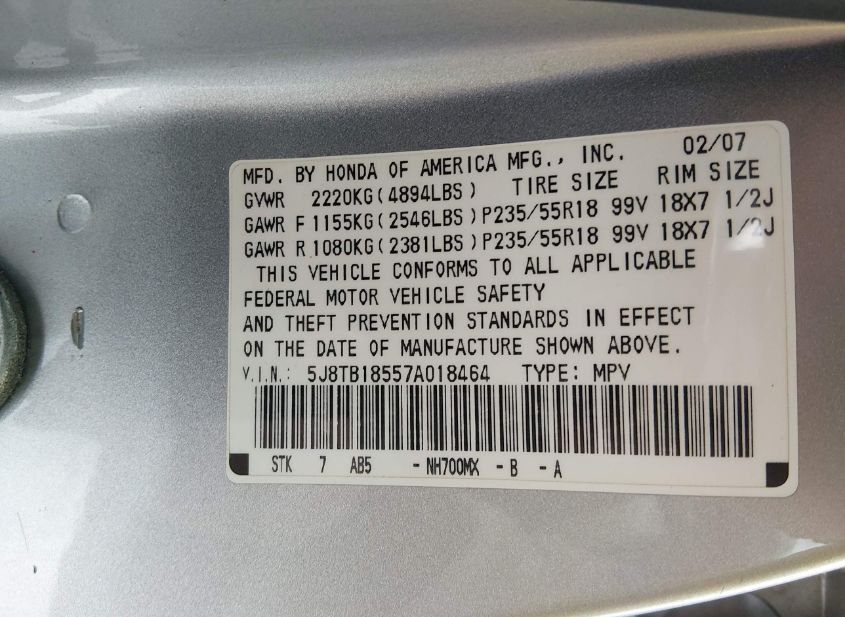 MFD. BY HONDA OF AMERICA MFG., INC. 02/07
GVWR 2220KG(4894LBS) TIRE SIZE RIM SIZE
GAWR F 1155KG(2546LBS) P235/55R18 99V 18X7 1/2J
GAWR R 1080KG(2381LBS) P235/55R18 99V 18X7 1/2J
THIS VEHICLE CONFORMS TO ALL APPLICABLE
FEDERAL MOTOR VEHICLE SAFETY
AND THEFT PREVENTION STANDARDS IN EFFECT
ON THE DATE OF MANUFACTURE SHOWN ABOVE.
V.I.N.: 5J8TB18557A018464 TYPE: MPV
STK 7 AB5 -NH700MX -B -A